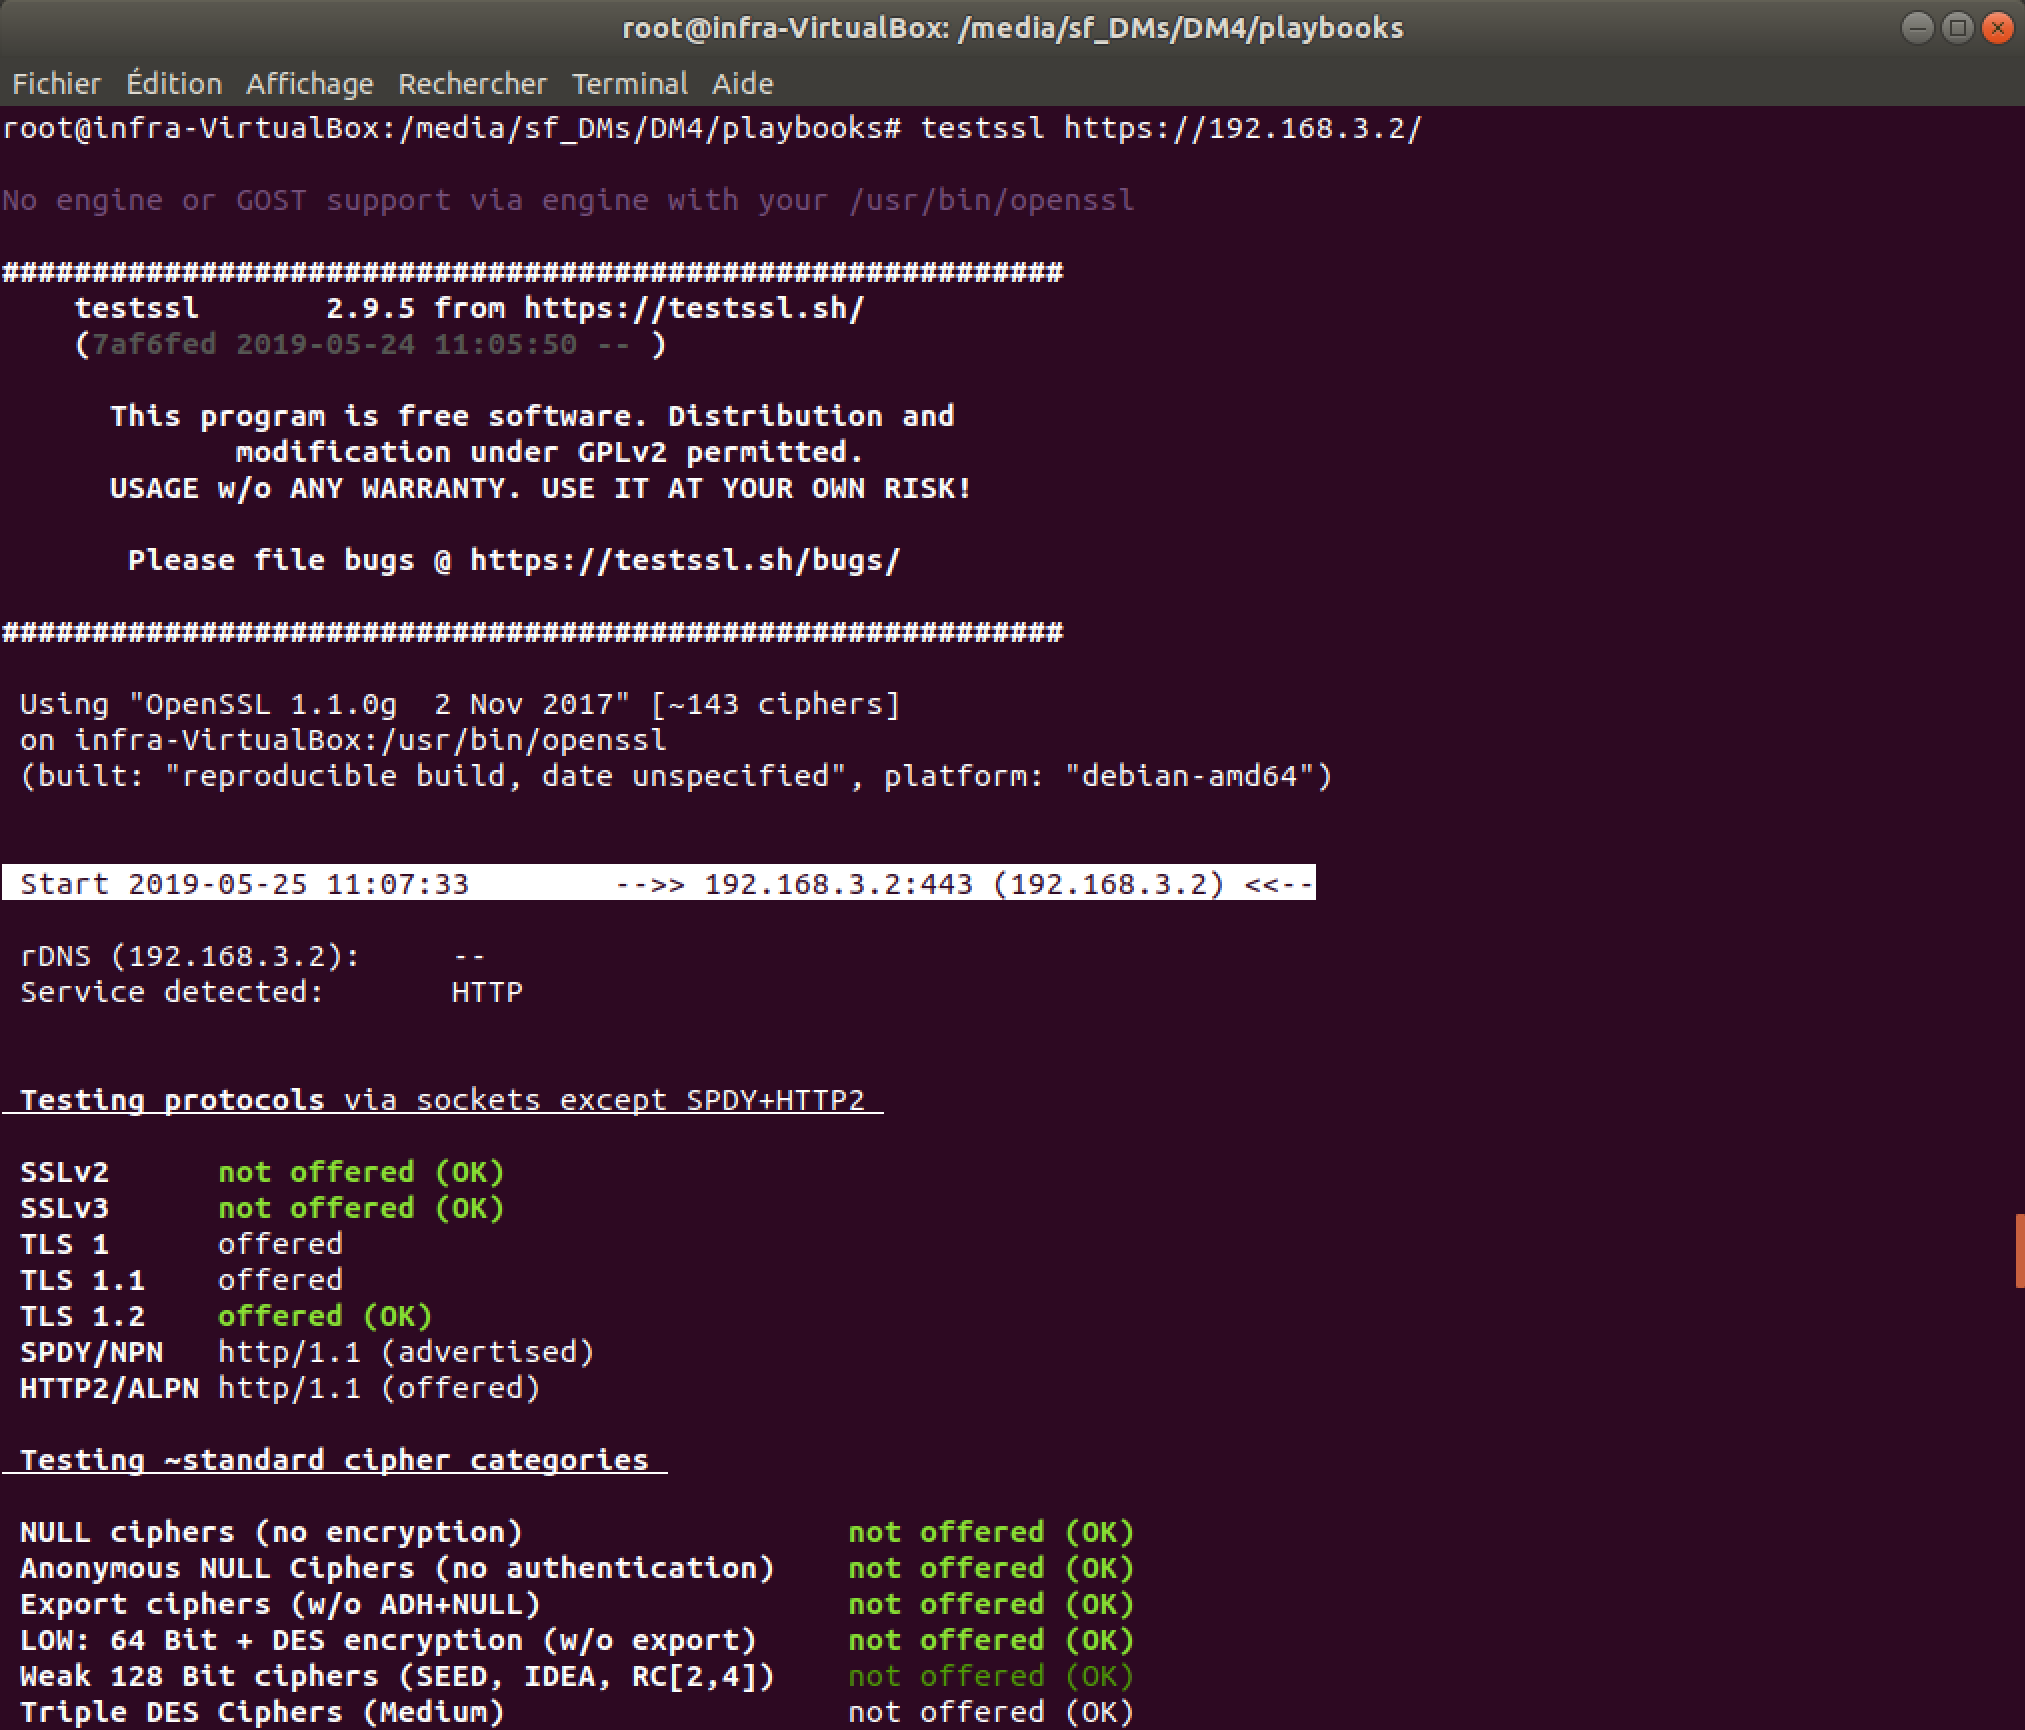 root@infra-VirtualBox: /media/sf_DMs/DM4/playbooks
Fichier Édition Affichage Rechercher Terminal Aide
root@infra-VirtualBox:/media/sf_DMs/DM4/playbooks# testssl https://192.168.3.2/
No engine or GOST support via engine with your /usr/bin/openssl
###########################################################
testssl       2.9.5 from https://testssl.sh/
(7af6fed 2019-05-24 11:05:50 -- )
This program is free software. Distribution and
modification under GPLv2 permitted.
USAGE w/o ANY WARRANTY. USE IT AT YOUR OWN RISK!
Please file bugs @ https://testssl.sh/bugs/
###########################################################
Using "OpenSSL 1.1.0g  2 Nov 2017" [~143 ciphers]
on infra-VirtualBox:/usr/bin/openssl
(built: "reproducible build, date unspecified", platform: "debian-amd64")
Start 2019-05-25 11:07:33        -->> 192.168.3.2:443 (192.168.3.2) <<--
rDNS (192.168.3.2):     --
Service detected:       HTTP
Testing protocols via sockets except SPDY+HTTP2
SSLv2      not offered (OK)
SSLv3      not offered (OK)
TLS 1      offered
TLS 1.1    offered
TLS 1.2    offered (OK)
SPDY/NPN   http/1.1 (advertised)
HTTP2/ALPN http/1.1 (offered)
Testing ~standard cipher categories
NULL ciphers (no encryption)                  not offered (OK)
Anonymous NULL Ciphers (no authentication)    not offered (OK)
Export ciphers (w/o ADH+NULL)                 not offered (OK)
LOW: 64 Bit + DES encryption (w/o export)     not offered (OK)
Weak 128 Bit ciphers (SEED, IDEA, RC[2,4])    not offered (OK)
Triple DES Ciphers (Medium)                   not offered (OK)